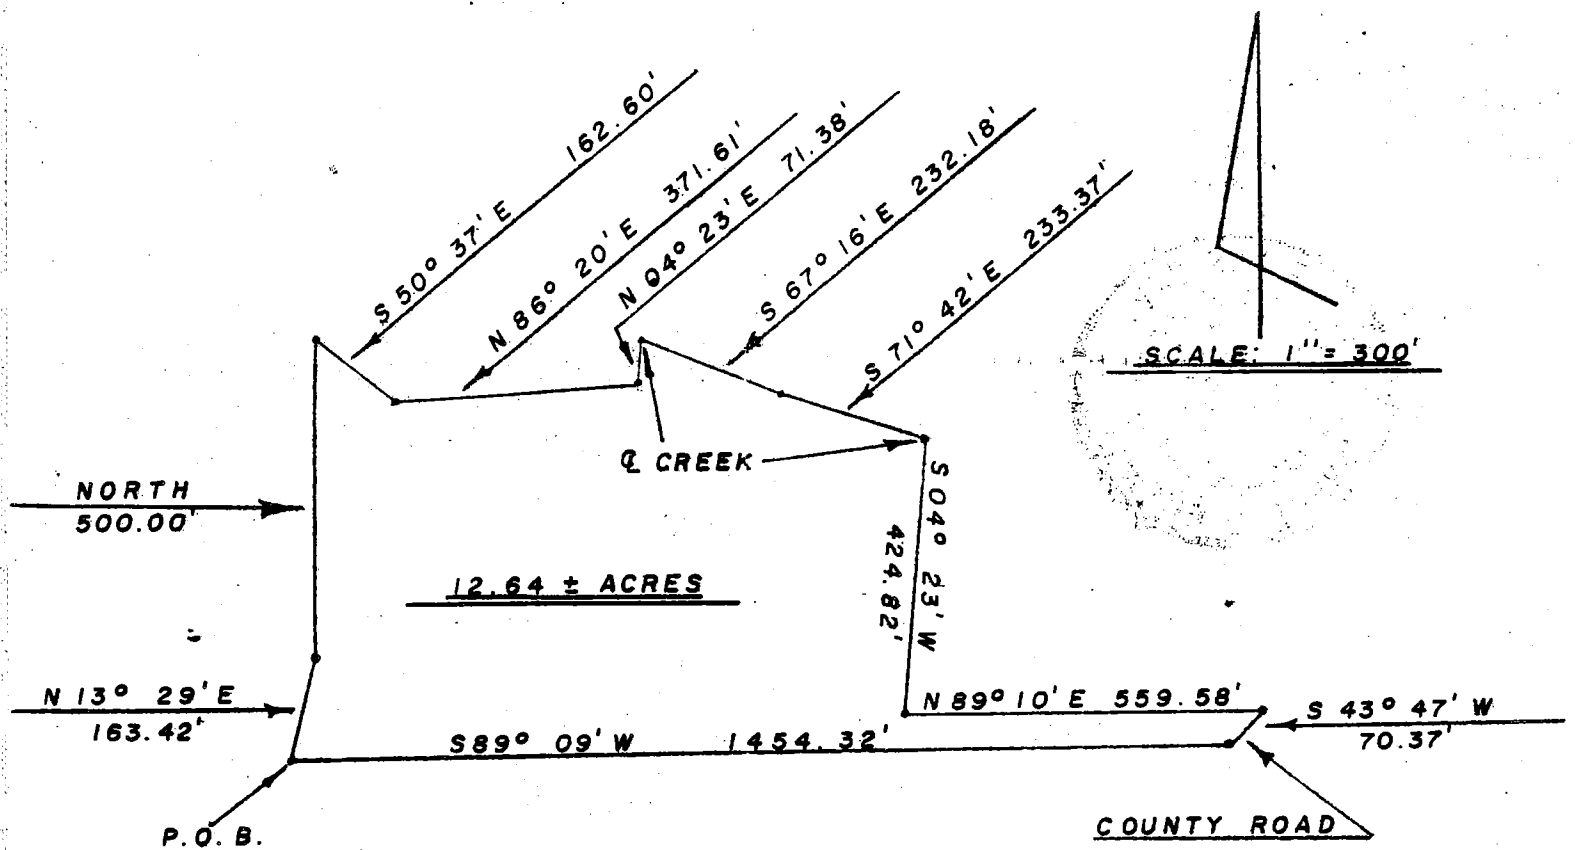 S 50° 37' E 162.60'
N 86° 20' E 371.61'
N 04° 23' E 71.38'
S 67° 16' E 232.18'
S 71° 42' E 233.37'
SCALE: 1"= 300'
℄ CREEK
NORTH
500.00'
S 04° 23' W
424.82'
12.64 ± ACRES
N 13° 29' E
163.42'
N 89° 10' E 559.58'
S 43° 47' W
70.37'
S89° 09' W 1454.32'
P.O.B.
COUNTY ROAD